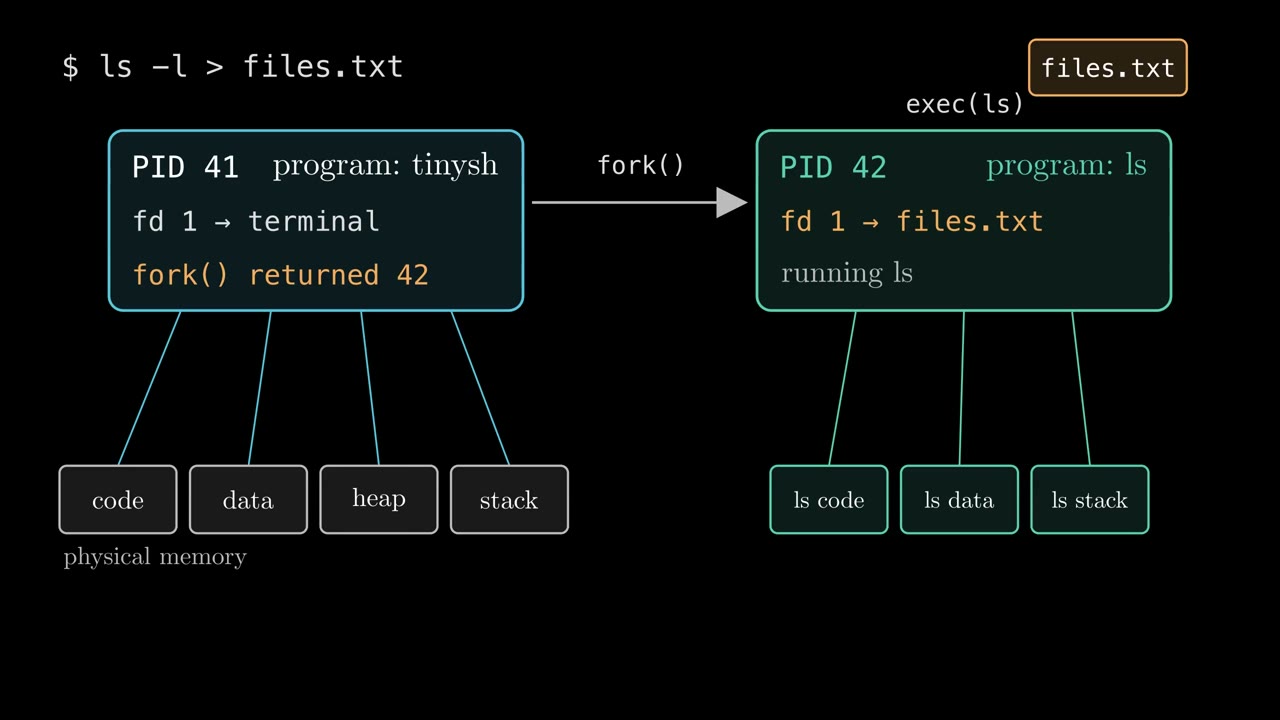 $ ls -l > files.txt
files.txt
exec(ls)
PID 41 program: tinysh
fd 1 → terminal
fork() returned 42
fork()
PID 42 program: ls
fd 1 → files.txt
running ls
code data heap stack
ls code ls data ls stack
physical memory